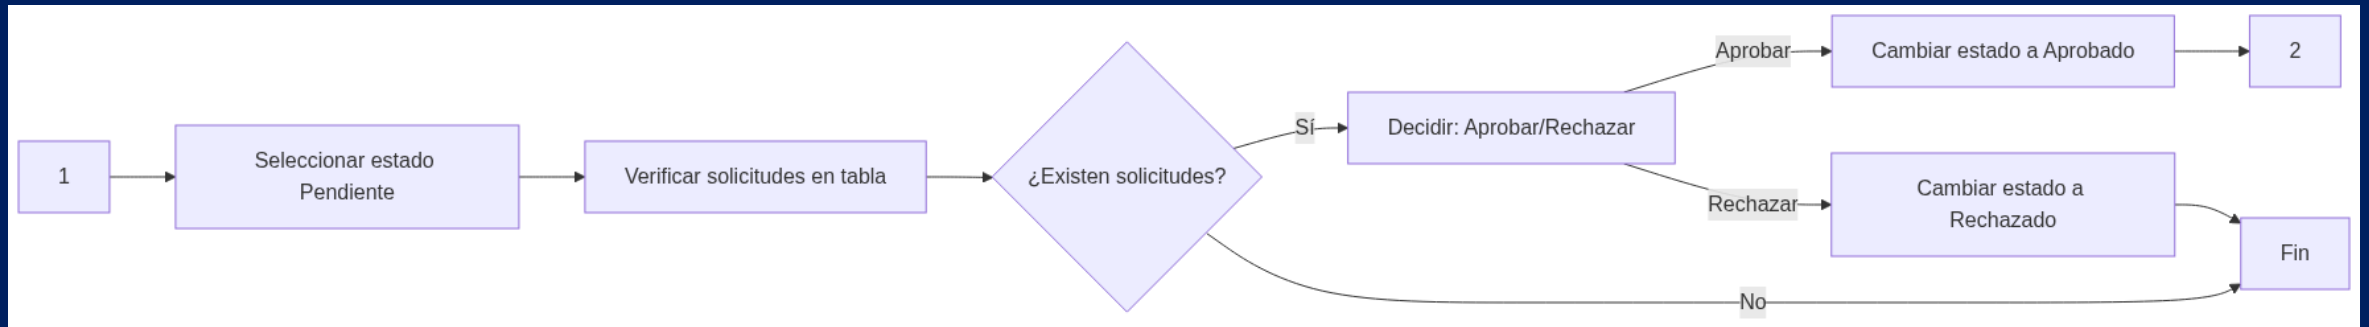 1
Seleccionar estado
Pendiente
Verificar solicitudes en tabla
¿Existen solicitudes?
Sí
Decidir: Aprobar/Rechazar
Aprobar
Cambiar estado a Aprobado
2
Rechazar
Cambiar estado a
Rechazado
No
Fin